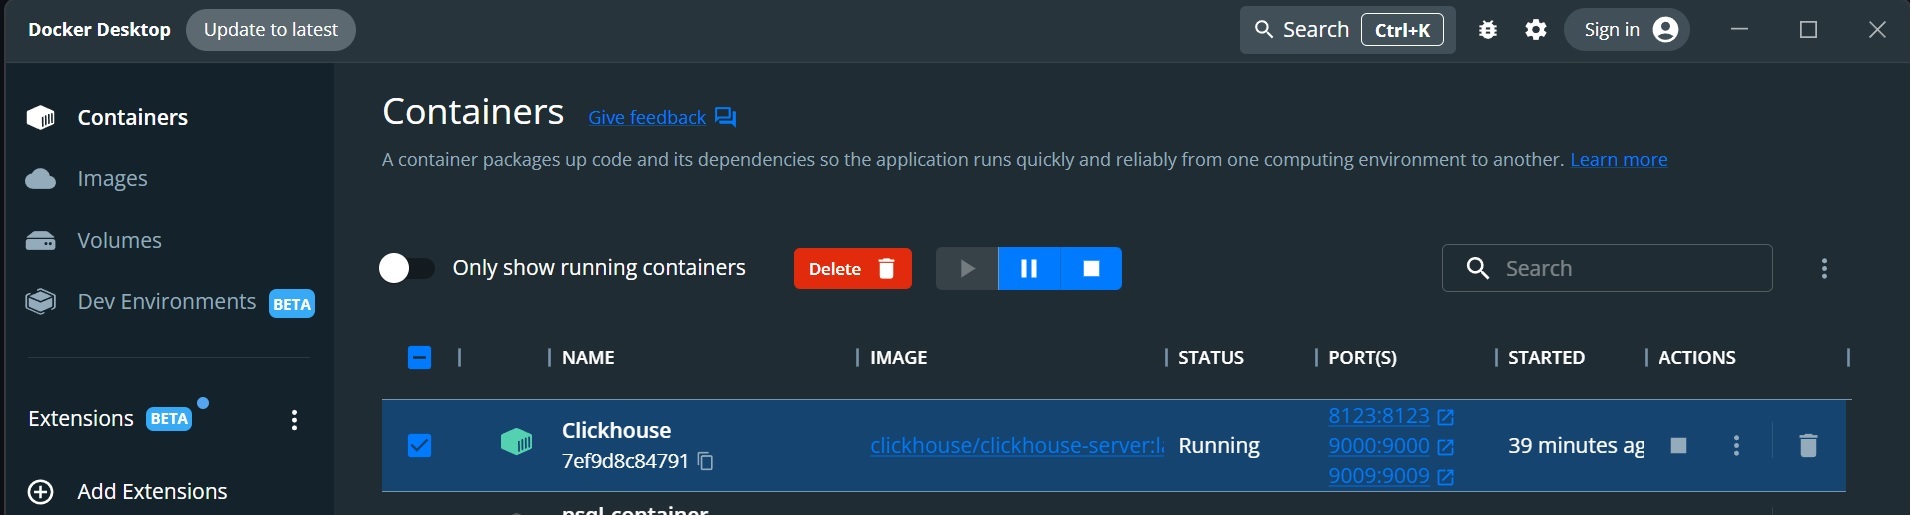 Docker Desktop Update to latest Search Ctrl+K Sign in
Containers
Images
Volumes
Dev Environments BETA
Extensions BETA
Add Extensions
Containers Give feedback
A container packages up code and its dependencies so the application runs quickly and reliably from one computing environment to another. Learn more
Only show running containers Delete Search
NAME IMAGE STATUS PORT(S) STARTED ACTIONS
Clickhouse
7ef9d8c84791
clickhouse/clickhouse-server:la
Running
8123:8123
9000:9000
9009:9009
39 minutes ag
psql-container